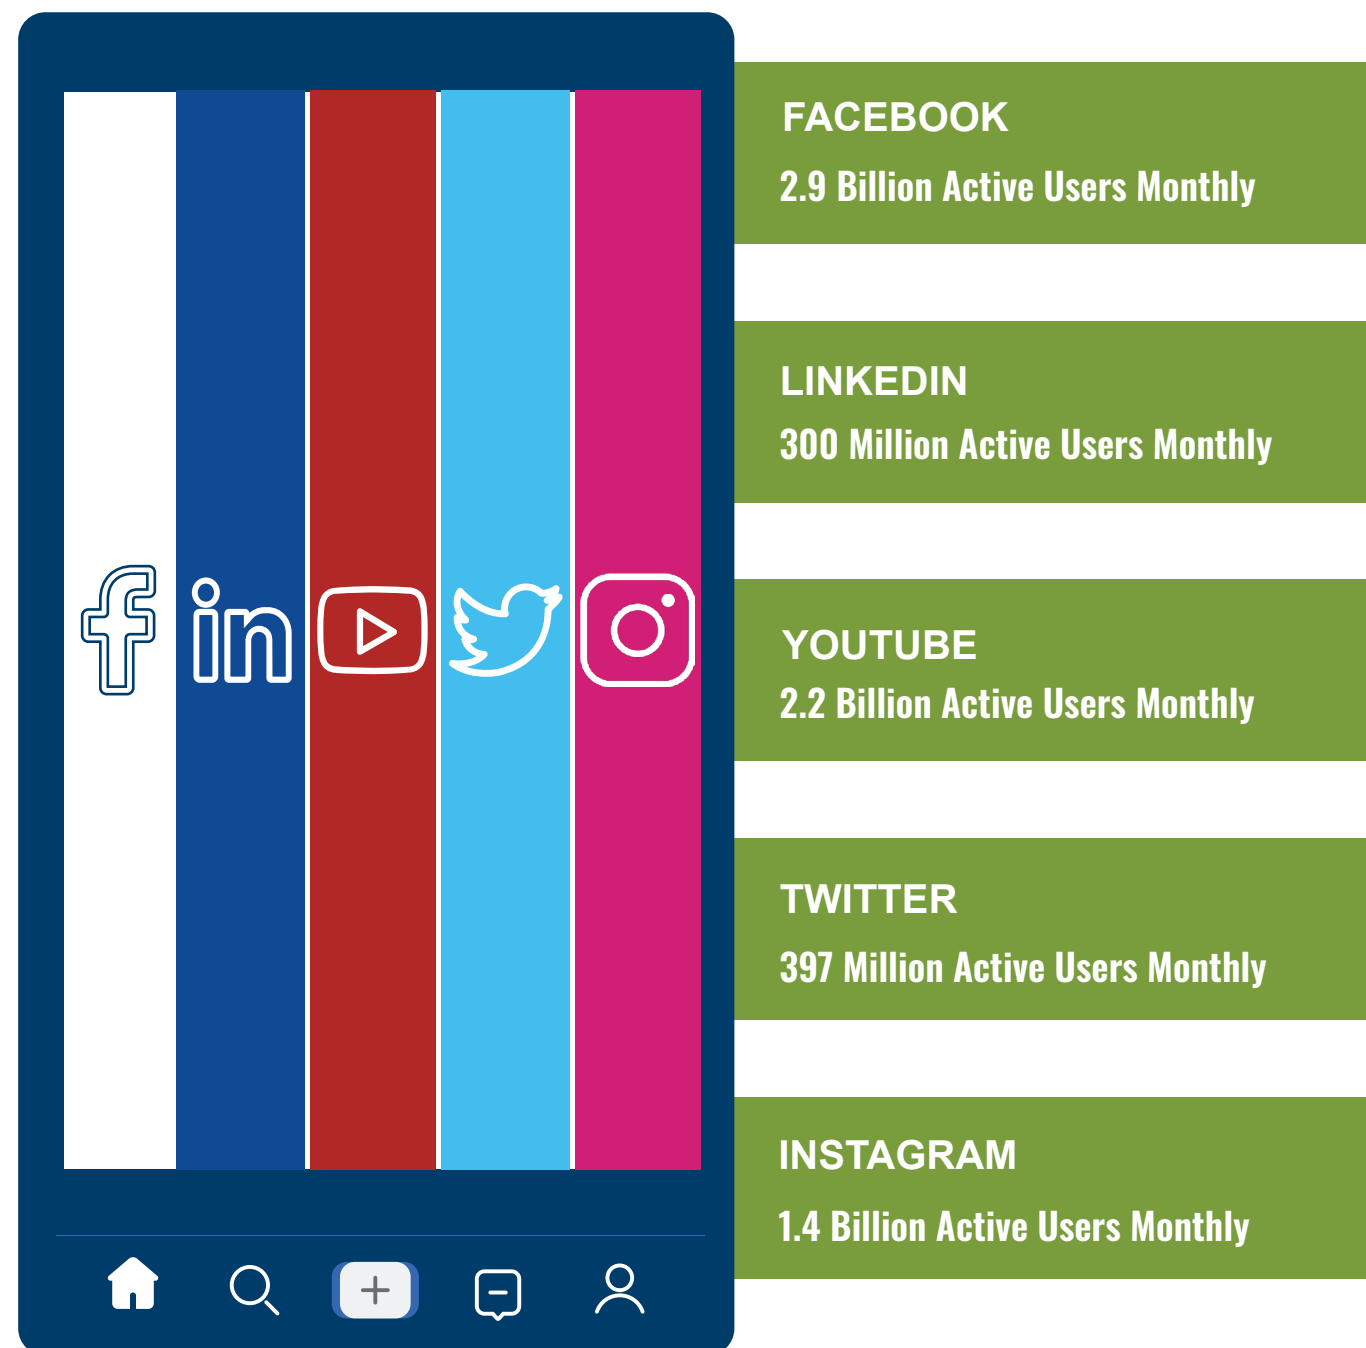 FACEBOOK
2.9 Billion Active Users Monthly
LINKEDIN
300 Million Active Users Monthly
YOUTUBE
2.2 Billion Active Users Monthly
TWITTER
397 Million Active Users Monthly
INSTAGRAM
1.4 Billion Active Users Monthly
f
in